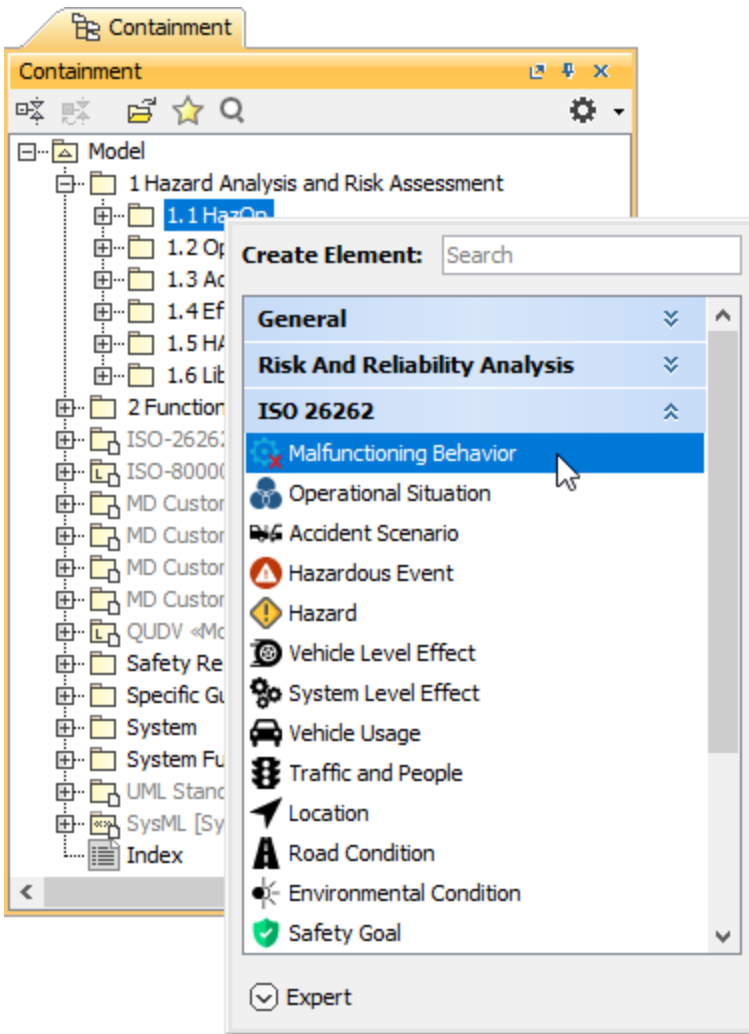 Containment
Containment
Model
1 Hazard Analysis and Risk Assessment
1.1 HazOp
1.2 Op
1.3 Ac
1.4 Ef
1.5 HA
1.6 Lib
2 Function
ISO-26262
ISO-80000
MD Custor
MD Custor
MD Custor
MD Custor
QUDV «Mo
Safety Re
Specific Gu
System
System Fu
UML Stand
SysML [Sy
Index
Create Element: Search
General
Risk And Reliability Analysis
ISO 26262
Malfunctioning Behavior
Operational Situation
Accident Scenario
Hazardous Event
Hazard
Vehicle Level Effect
System Level Effect
Vehicle Usage
Traffic and People
Location
Road Condition
Environmental Condition
Safety Goal
Expert